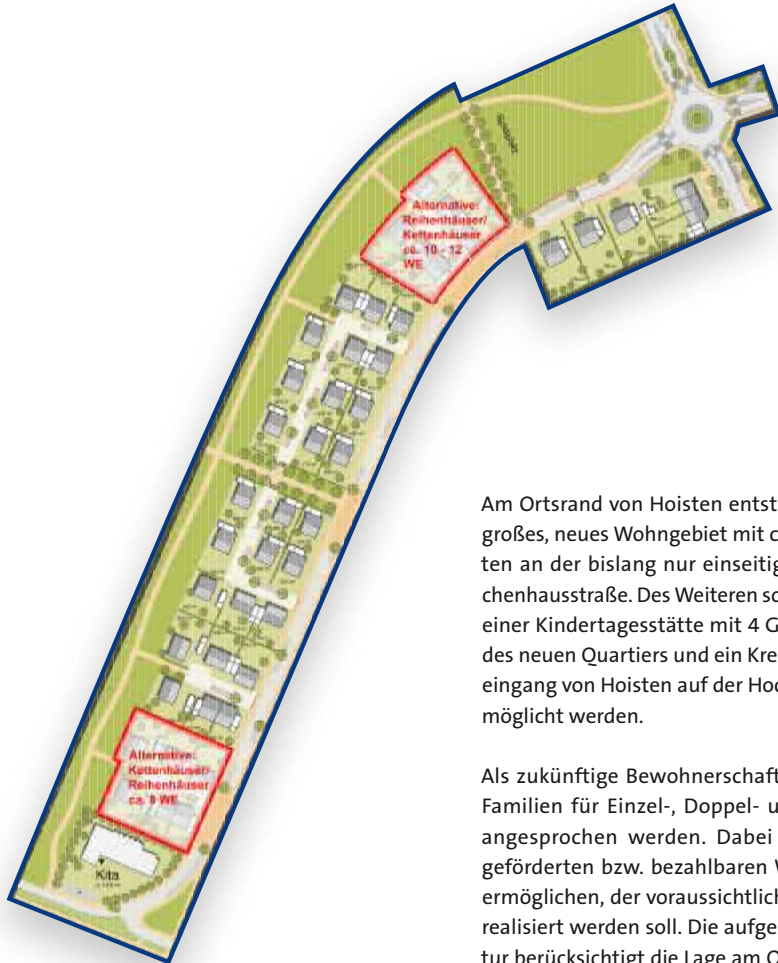 Spielplatz
Alternative:
Reihenhäuser/
Kettenhäuser
ca. 10 - 12
WE
Am Ortsrand von Hoisten entst
großes, neues Wohngebiet mit c
ten an der bislang nur einseitig
chenhausstraße. Des Weiteren so
einer Kindertagesstätte mit 4 G
des neuen Quartiers und ein Kre
eingang von Hoisten auf der Hoc
möglicht werden.
Als zukünftige Bewohnerschaft
Familien für Einzel-, Doppel- u
angesprochen werden. Dabei
geförderten bzw. bezahlbaren W
ermöglichen, der voraussichtlich
realisiert werden soll. Die aufge
tur berücksichtigt die Lage am O
Alternative:
Kettenhäuser/
Reihenhäuser
ca. 8 WE
Kita